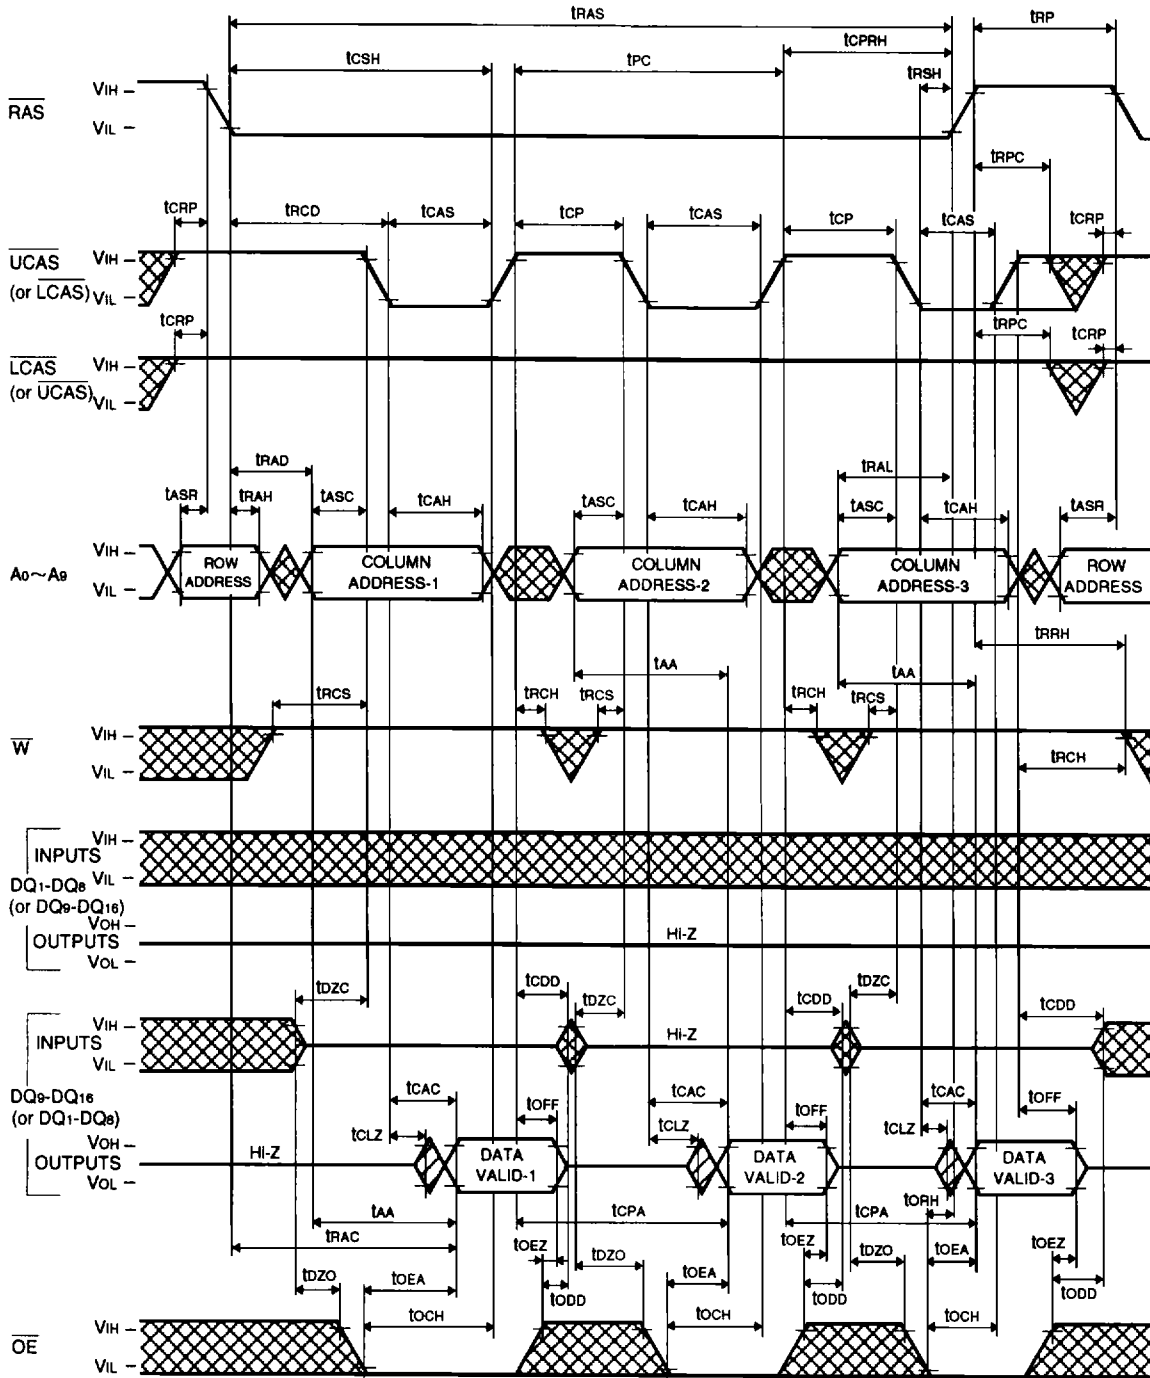 tRAS
tRP
tCPRH
tCSH
tPC
tRSH
RAS
VIH
VIL
tRPC
tCRP
tRCD
tCAS
tCP
tCAS
tCP
tCAS
tCRP
UCAS
(or LCAS)
VIH
VIL
tCRP
tRPC
tCRP
LCAS
(or UCAS)
VIH
VIL
tRAD
tRAL
tASR
tRAH
tASC
tCAH
tASC
tCAH
tASC
tCAH
tASR
A0~A9
VIH
VIL
ROW
ADDRESS
COLUMN
ADDRESS-1
COLUMN
ADDRESS-2
COLUMN
ADDRESS-3
ROW
ADDRESS
tRRH
tAA
tAA
tRCS
tRCH
tRCS
tRCH
tRCS
W
VIH
VIL
tRCH
VIH
INPUTS
VIL
DQ1-DQ8
(or DQ9-DQ16)
VOH
OUTPUTS
Hi-Z
VOL
tDZC
tCDD
tDZC
tCDD
tDZC
tCDD
VIH
INPUTS
Hi-Z
VIL
DQ9-DQ16
(or DQ1-DQ8)
tCAC
tOFF
tCAC
tOFF
tCAC
tOFF
tCLZ
tCLZ
tCLZ
VOH
OUTPUTS
Hi-Z
VOL
DATA
VALID-1
DATA
VALID-2
DATA
VALID-3
tORH
tAA
tCPA
tCPA
tRAC
tOEZ
tDZO
tOEZ
tDZO
tOEA
tOEZ
tDZO
tOEA
tODD
tOEA
tODD
tODD
tOCH
tOCH
tOCH
OE
VIH
VIL